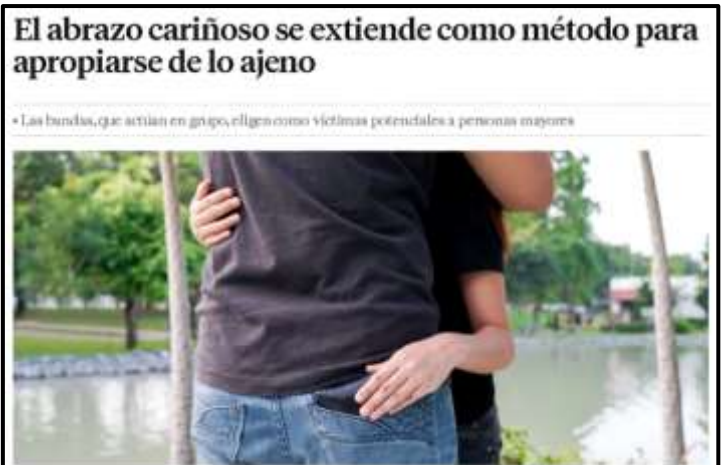 El abrazo cariñoso se extiende como método para
apropiarse de lo ajeno
• Las bandas, que actúan en grupo, eligen como víctimas potenciales a personas mayores